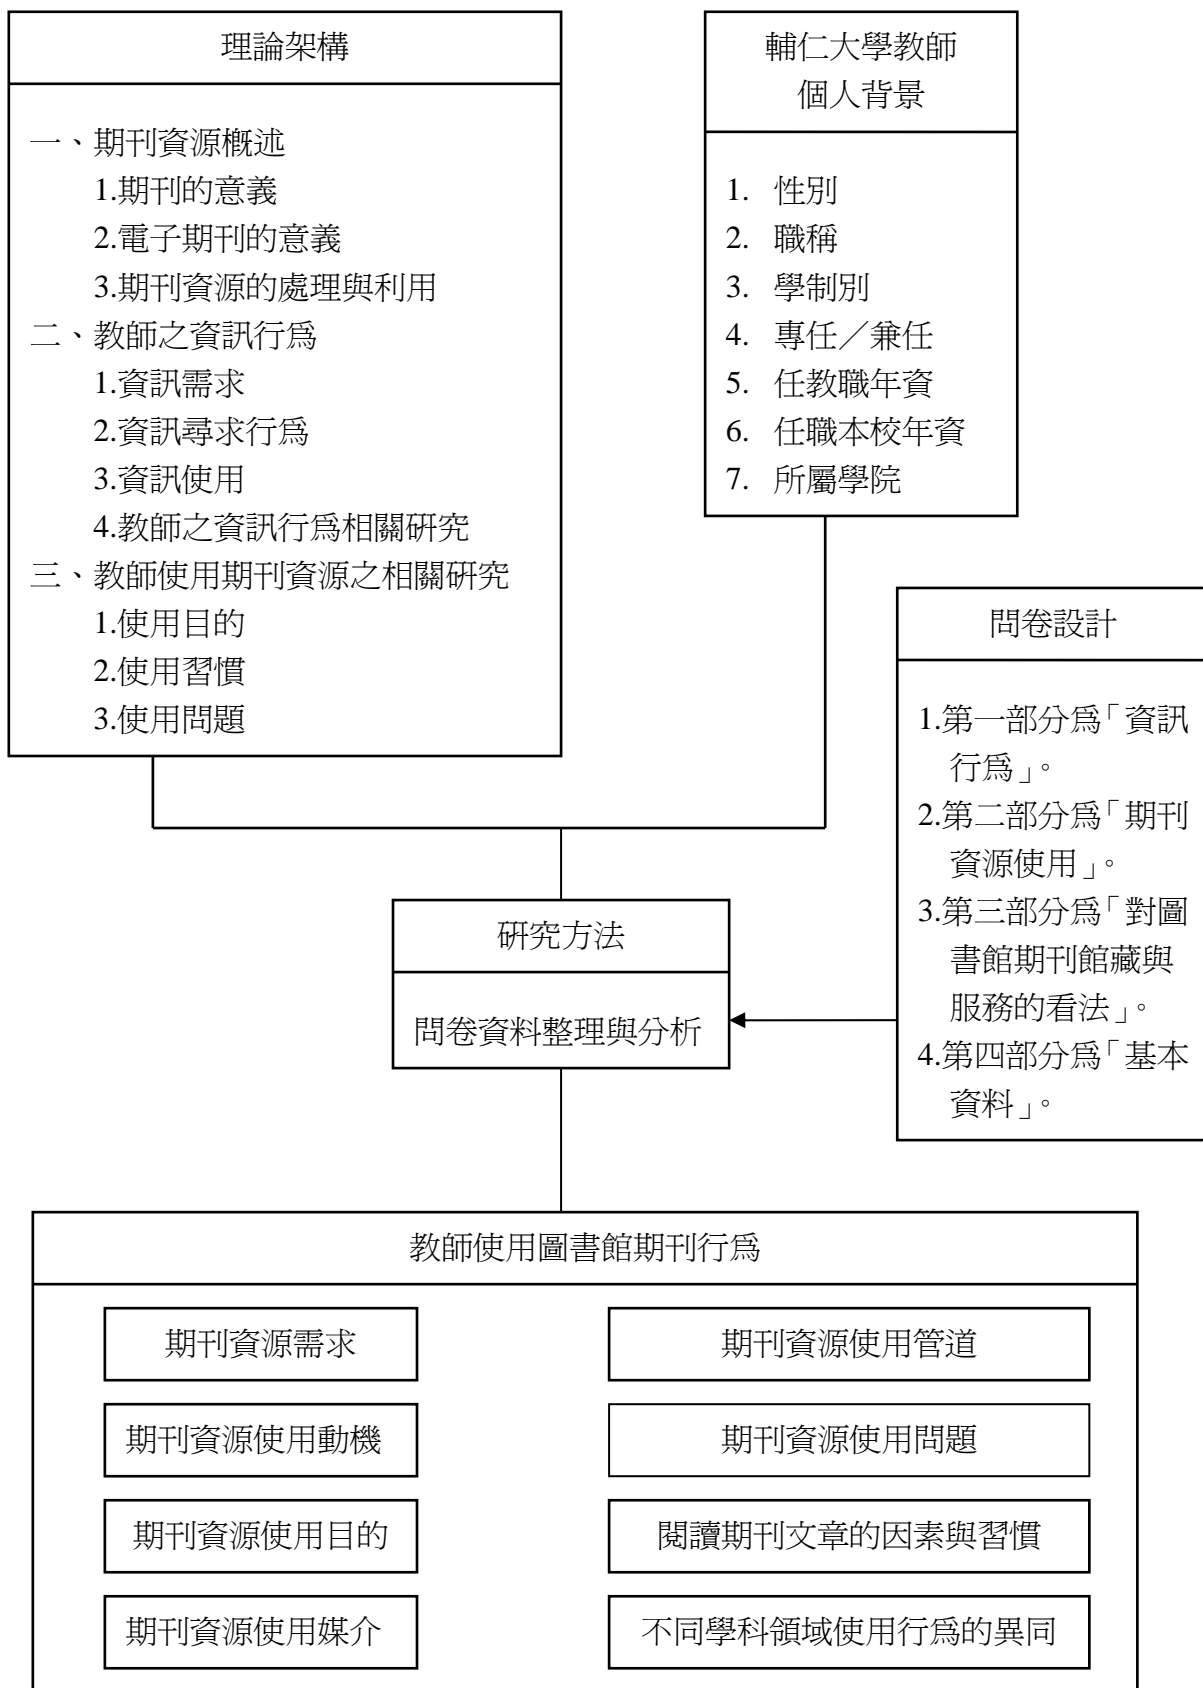 理論架構
一、期刊資源概述
1.期刊的意義
2.電子期刊的意義
3.期刊資源的處理與利用
二、教師之資訊行為
1.資訊需求
2.資訊尋求行為
3.資訊使用
4.教師之資訊行為相關研究
三、教師使用期刊資源之相關研究
1.使用目的
2.使用習慣
3.使用問題
輔仁大學教師
個人背景
1. 性別
2. 職稱
3. 學制別
4. 專任／兼任
5. 任教職年資
6. 任職本校年資
7. 所屬學院
問卷設計
1.第一部分為「資訊
行為」。
2.第二部分為「期刊
資源使用」。
3.第三部分為「對圖
書館期刊館藏與
服務的看法」。
4.第四部分為「基本
資料」。
研究方法
問卷資料整理與分析
教師使用圖書館期刊行為
期刊資源需求
期刊資源使用管道
期刊資源使用動機
期刊資源使用問題
期刊資源使用目的
閱讀期刊文章的因素與習慣
期刊資源使用媒介
不同學科領域使用行為的異同